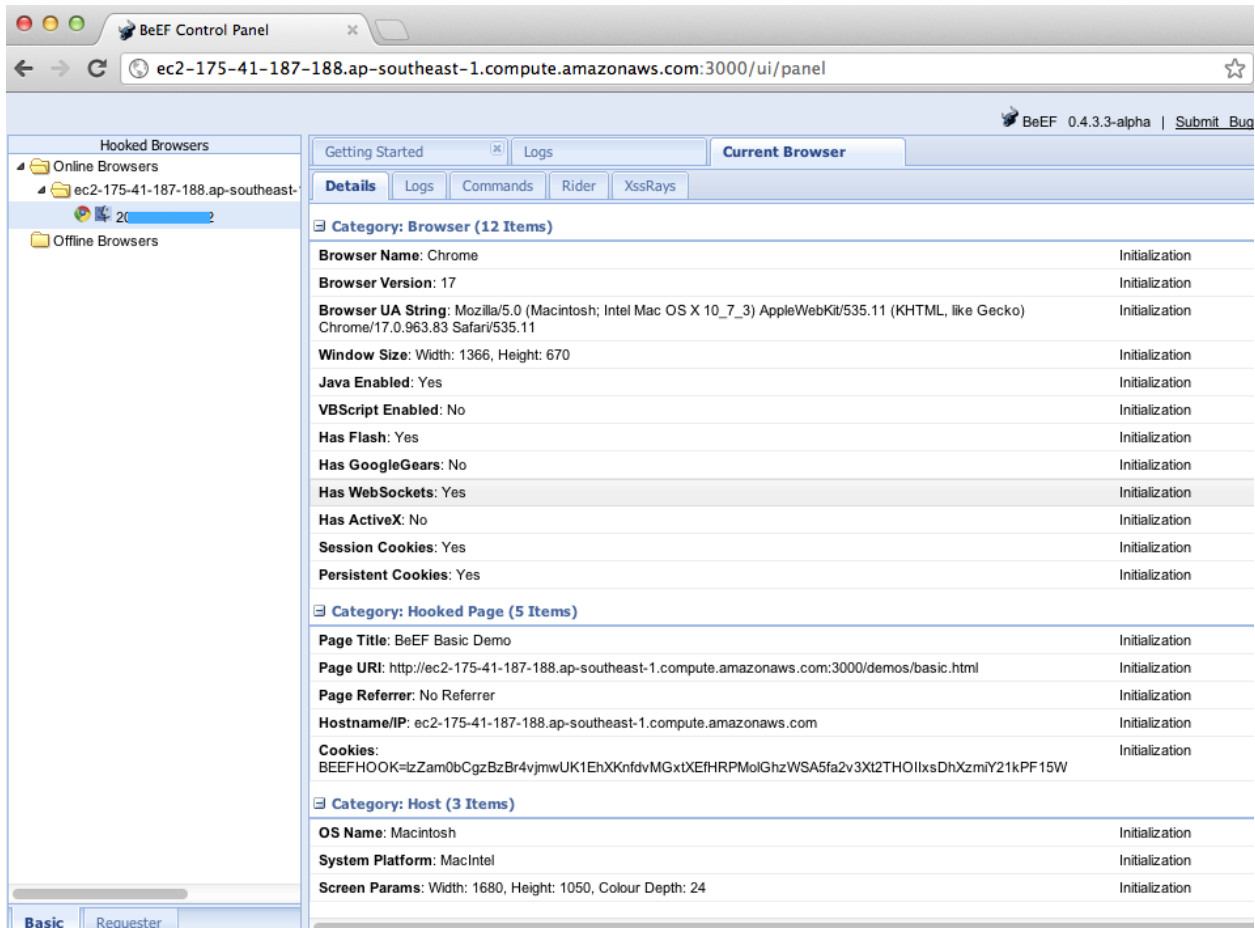 BeEF Control Panel
ec2-175-41-187-188.ap-southeast-1.compute.amazonaws.com:3000/ui/panel
BeEF 0.4.3.3-alpha | Submit Bug
Hooked Browsers
Online Browsers
ec2-175-41-187-188.ap-southeast-
Offline Browsers
Getting Started
Logs
Current Browser
Details
Logs
Commands
Rider
XssRays
Category: Browser (12 Items)
Browser Name: Chrome Initialization
Browser Version: 17 Initialization
Browser UA String: Mozilla/5.0 (Macintosh; Intel Mac OS X 10_7_3) AppleWebKit/535.11 (KHTML, like Gecko) Initialization
Chrome/17.0.963.83 Safari/535.11
Window Size: Width: 1366, Height: 670 Initialization
Java Enabled: Yes Initialization
VBScript Enabled: No Initialization
Has Flash: Yes Initialization
Has GoogleGears: No Initialization
Has WebSockets: Yes Initialization
Has ActiveX: No Initialization
Session Cookies: Yes Initialization
Persistent Cookies: Yes Initialization
Category: Hooked Page (5 Items)
Page Title: BeEF Basic Demo Initialization
Page URI: http://ec2-175-41-187-188.ap-southeast-1.compute.amazonaws.com:3000/demos/basic.html Initialization
Page Referrer: No Referrer Initialization
Hostname/IP: ec2-175-41-187-188.ap-southeast-1.compute.amazonaws.com Initialization
Cookies: Initialization
BEEFHOOK=lzZam0bCgzBzBr4vjmwUK1EhXKnfdvMGxtXEfHRPMolGhzWSA5fa2v3Xt2THOIIxsDhXzmiY21kPF15W
Category: Host (3 Items)
OS Name: Macintosh Initialization
System Platform: MacIntel Initialization
Screen Params: Width: 1680, Height: 1050, Colour Depth: 24 Initialization
Basic
Requester